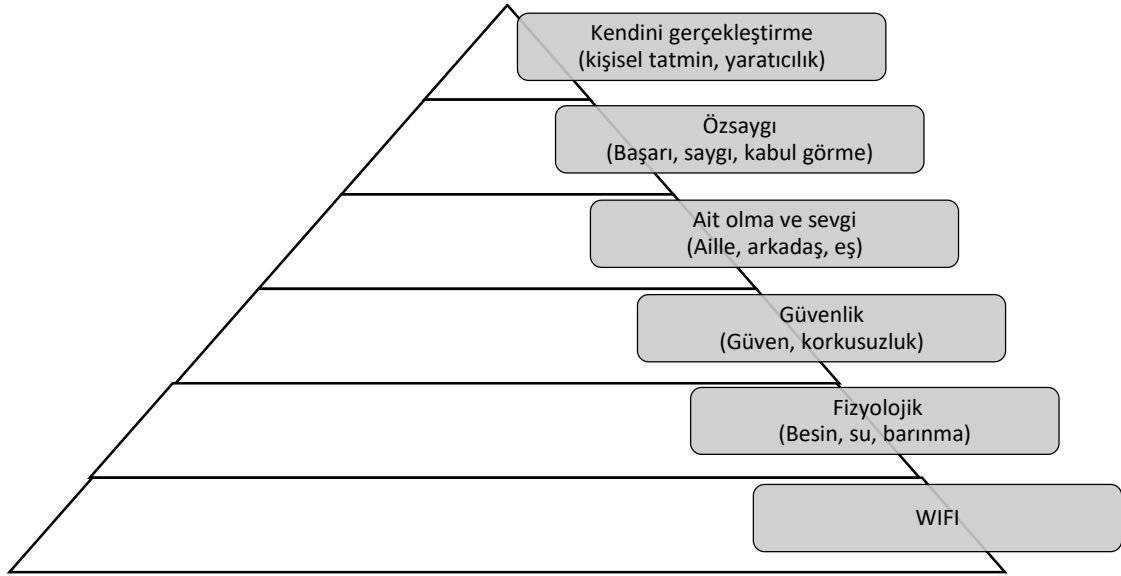 Kendini gerçekleştirme
(kişisel tatmin, yaratıcılık)
Özsaygı
(Başarı, saygı, kabul görme)
Ait olma ve sevgi
(Aille, arkadaş, eş)
Güvenlik
(Güven, korkusuzluk)
Fizyolojik
(Besin, su, barınma)
WIFI